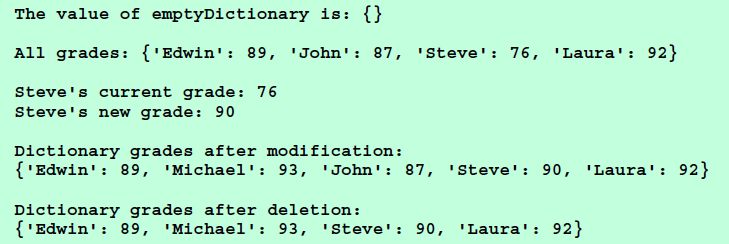 The value of emptyDictionary is: {}
All grades: {'Edwin': 89, 'John': 87, 'Steve': 76, 'Laura': 92}
Steve's current grade: 76
Steve's new grade: 90
Dictionary grades after modification:
{'Edwin': 89, 'Michael': 93, 'John': 87, 'Steve': 90, 'Laura': 92}
Dictionary grades after deletion:
{'Edwin': 89, 'Michael': 93, 'Steve': 90, 'Laura': 92}